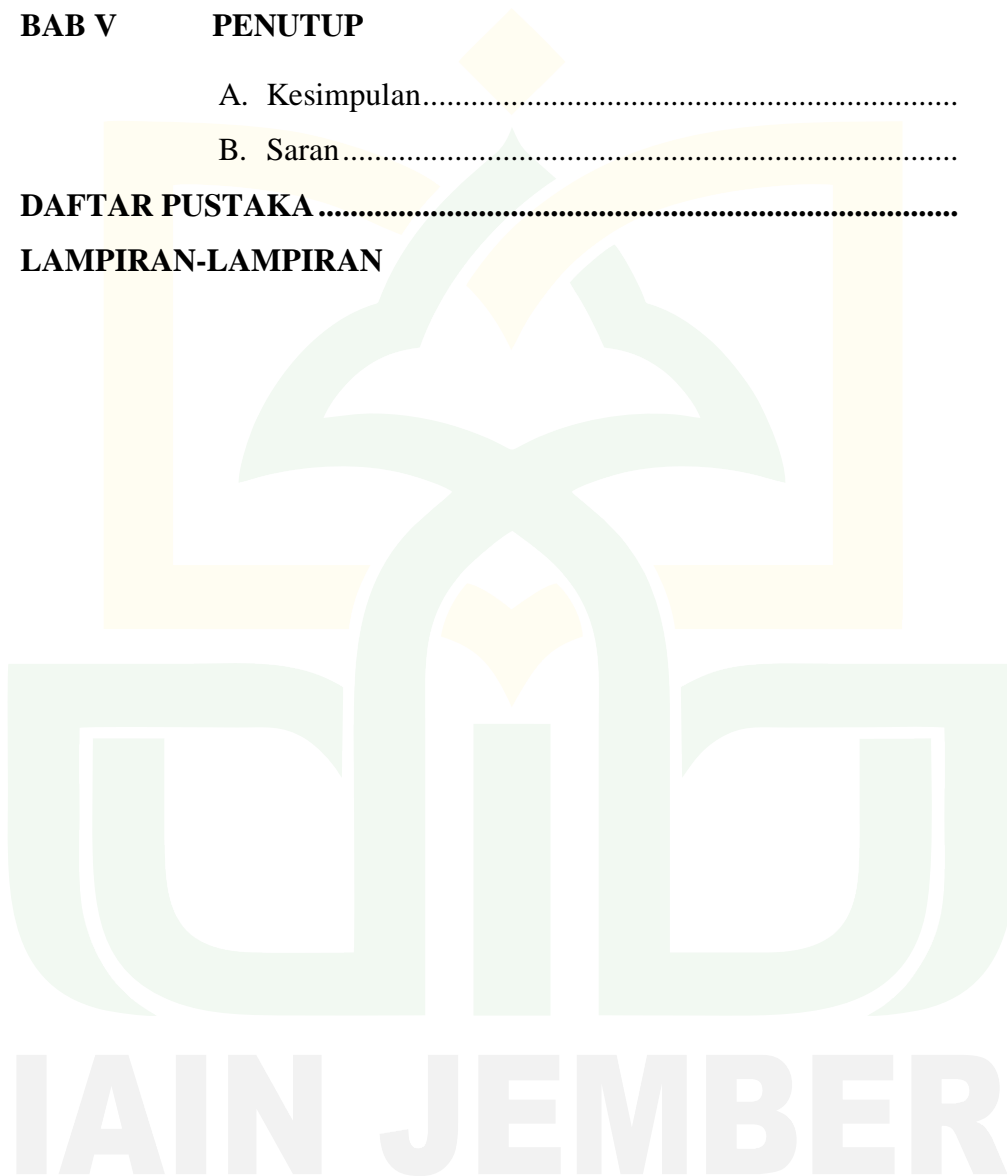 BAB V PENUTUP
A. Kesimpulan...................................................................
B. Saran.............................................................................
DAFTAR PUSTAKA................................................................................
LAMPIRAN-LAMPIRAN
IAIN JEMBER